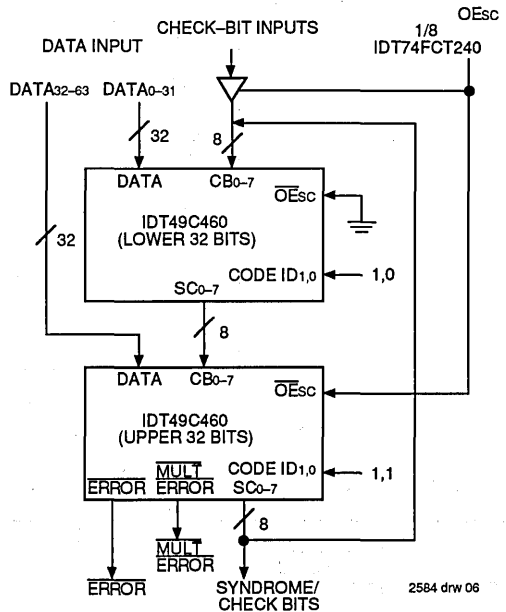 OEsc
CHECK–BIT INPUTS
1/8
IDT74FCT240
DATA INPUT
DATA32–63 DATA0–31
32
8
DATA CB0–7
OEsc
IDT49C460
(LOWER 32 BITS)
32
CODE ID1,0
1,0
SC0–7
8
DATA CB0–7
OEsc
IDT49C460
(UPPER 32 BITS)
CODE ID1,0
1,1
ERROR
MULT
ERROR
SC0–7
8
MULT
ERROR
ERROR
SYNDROME/
CHECK BITS
2584 drw 06